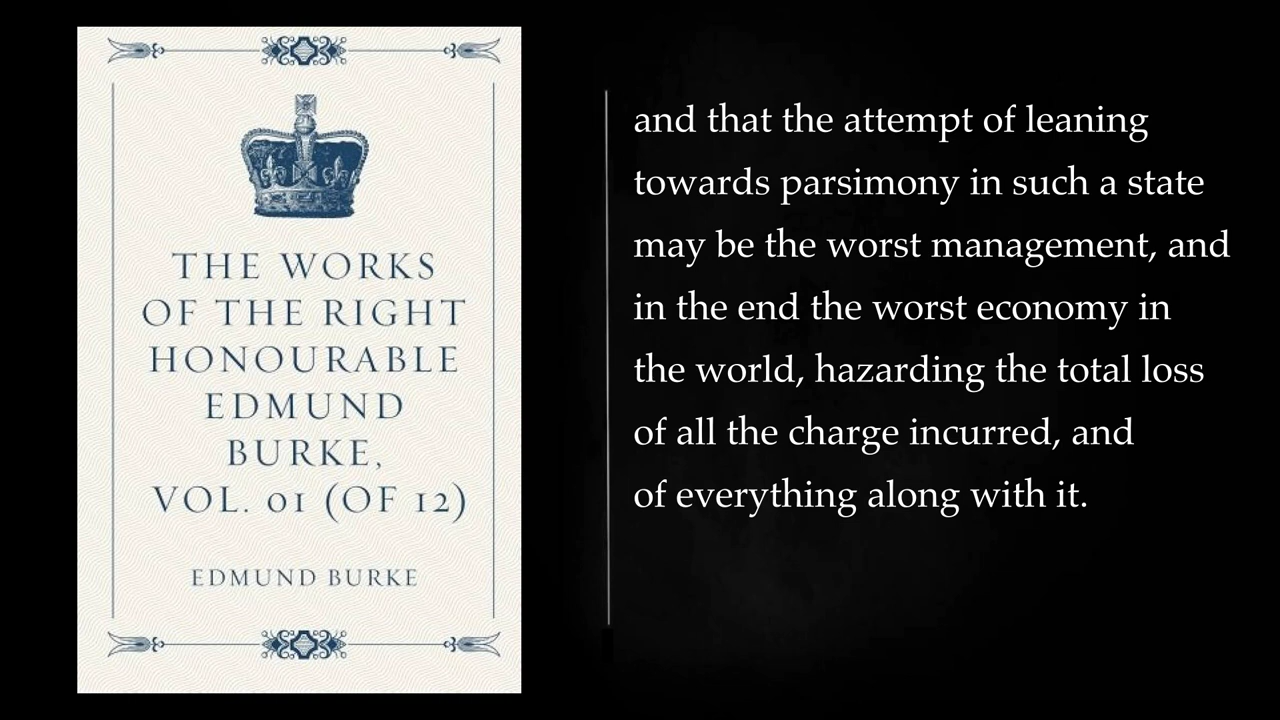 THE WORKS
OF THE RIGHT
HONOURABLE
EDMUND
BURKE,
VOL. 01 (OF 12)
EDMUND BURKE
and that the attempt of leaning
towards parsimony in such a state
may be the worst management, and
in the end the worst economy in
the world, hazarding the total loss
of all the charge incurred, and
of everything along with it.